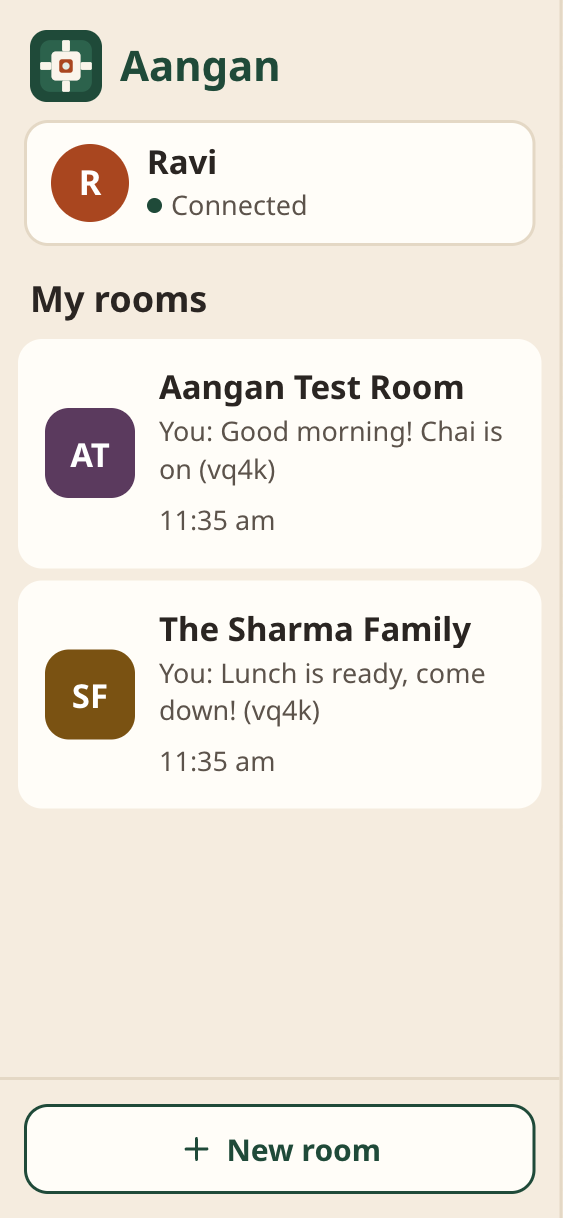 Aangan
R
Ravi
Connected
My rooms
AT
Aangan Test Room
You: Good morning! Chai is
on (vq4k)
11:35 am
SF
The Sharma Family
You: Lunch is ready, come
down! (vq4k)
11:35 am
+ New room